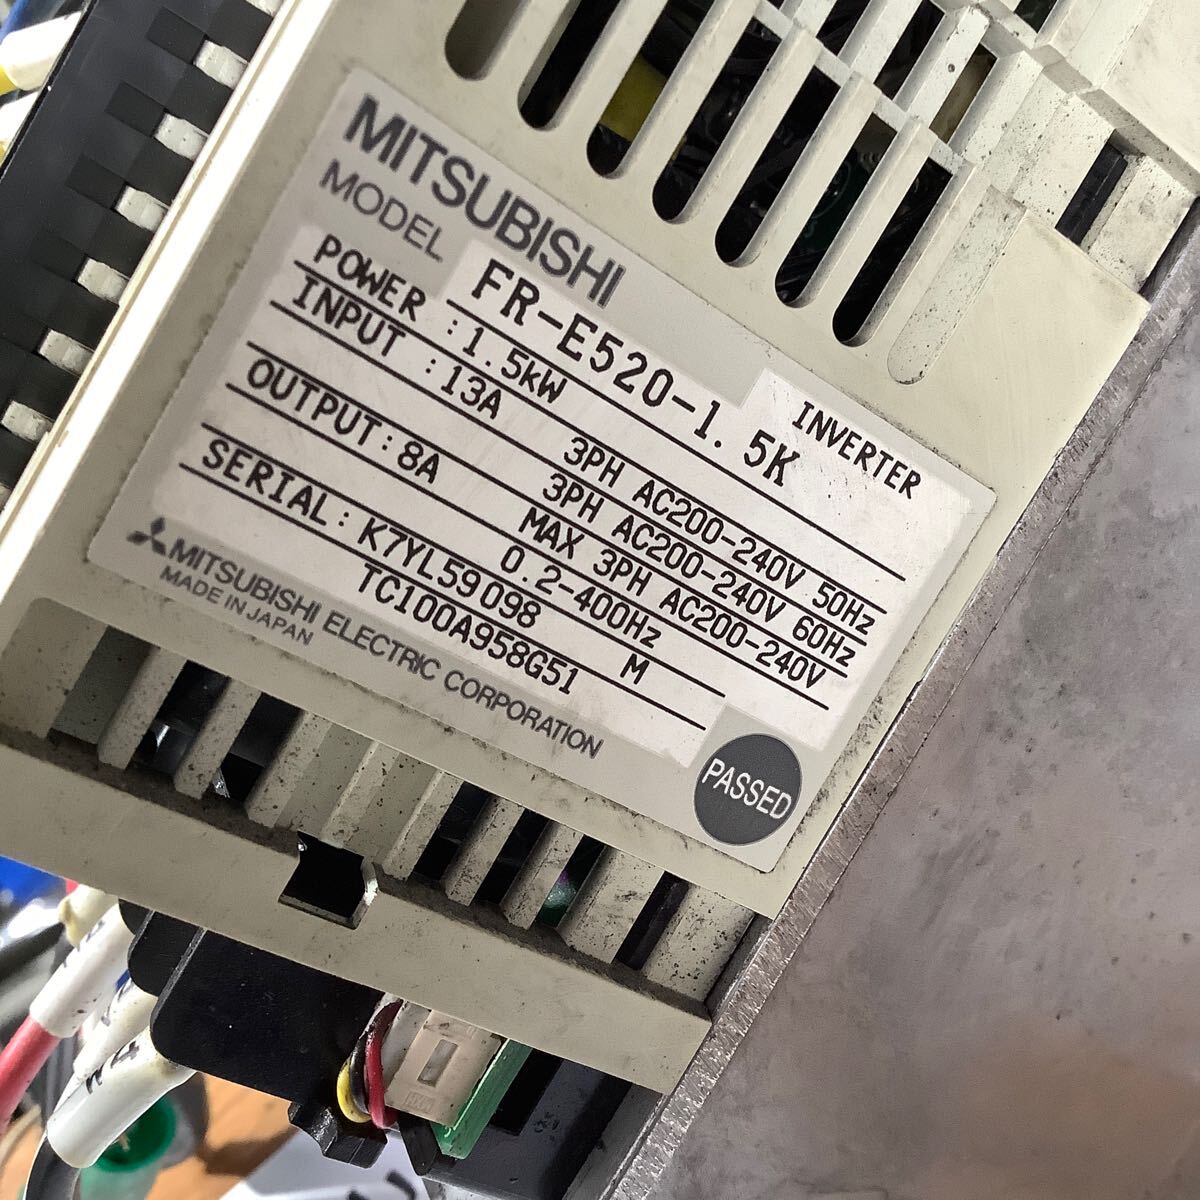 MITSUBISHI
MODEL FR-E520-1.5K INVERTER
POWER : 1.5kW
INPUT : 13A 3PH AC200-240V 50Hz
3PH AC200-240V 60Hz
OUTPUT: 8A MAX 3PH AC200-240V
0.2-400Hz
SERIAL: K7YL59098 M
TC100A958G51
MITSUBISHI ELECTRIC CORPORATION
MADE IN JAPAN
PASSED